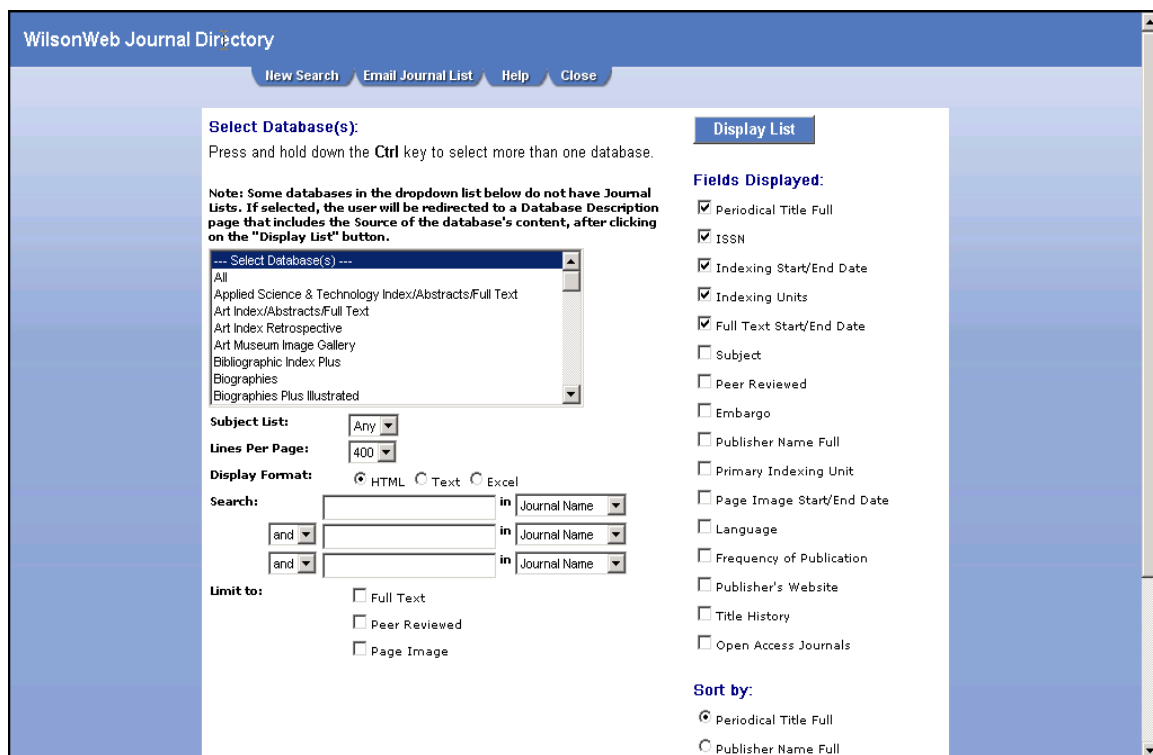 WilsonWeb Journal Directory
New Search
Email Journal List
Help
Close
Select Database(s):
Press and hold down the Ctrl key to select more than one database.
Note: Some databases in the dropdown list below do not have Journal
Lists. If selected, the user will be redirected to a Database Description
page that includes the Source of the database's content, after clicking
on the "Display List" button.
--- Select Database(s) ---
All
Applied Science & Technology Index/Abstracts/Full Text
Art Index/Abstracts/Full Text
Art Index Retrospective
Art Museum Image Gallery
Bibliographic Index Plus
Biographies
Biographies Plus Illustrated
Subject List: Any
Lines Per Page: 400
Display Format: HTML Text Excel
Search: in Journal Name
and in Journal Name
and in Journal Name
Limit to: Full Text
Peer Reviewed
Page Image
Display List
Fields Displayed:
Periodical Title Full
ISSN
Indexing Start/End Date
Indexing Units
Full Text Start/End Date
Subject
Peer Reviewed
Embargo
Publisher Name Full
Primary Indexing Unit
Page Image Start/End Date
Language
Frequency of Publication
Publisher's Website
Title History
Open Access Journals
Sort by:
Periodical Title Full
Publisher Name Full